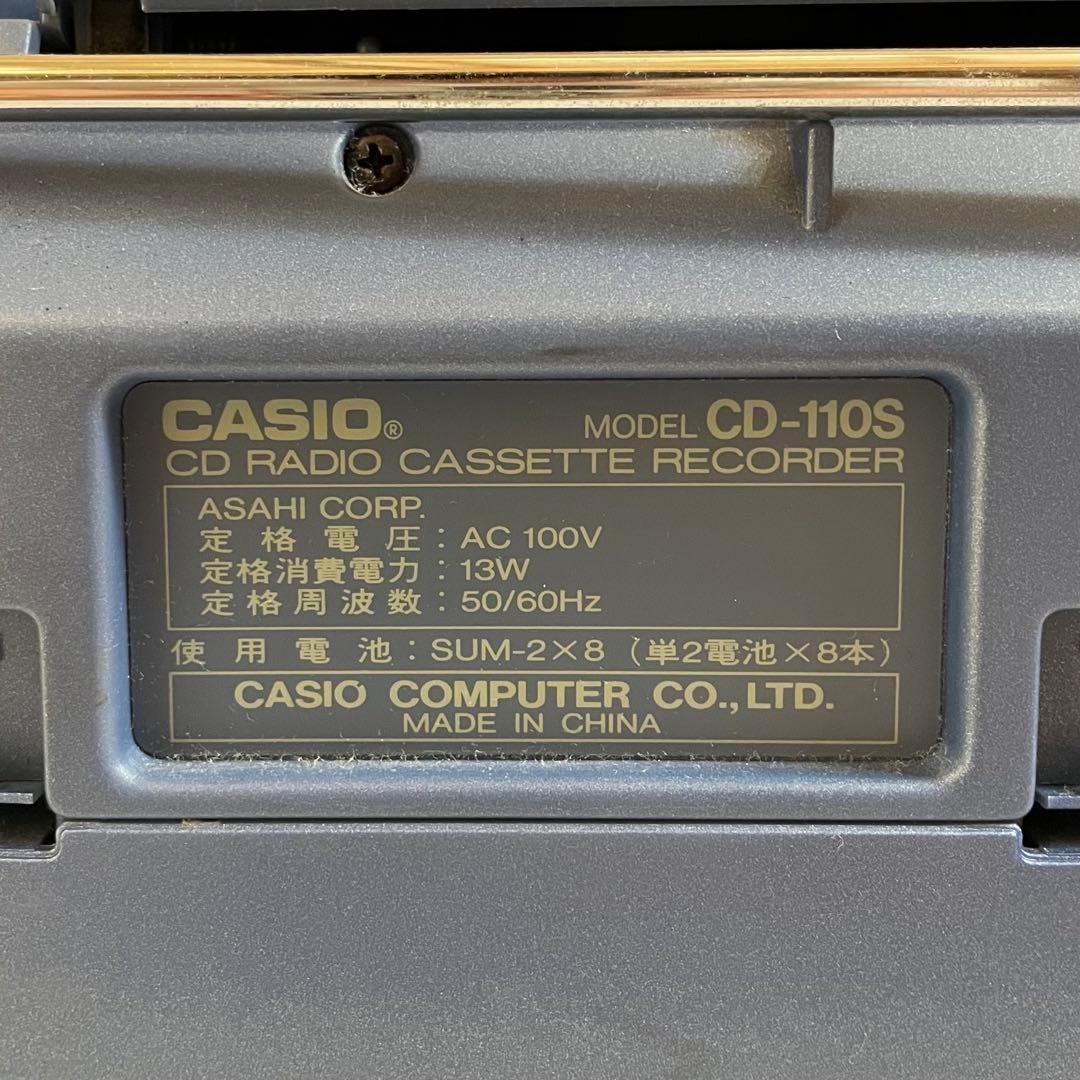 CASIO® MODEL CD-110S
CD RADIO CASSETTE RECORDER
ASAHI CORP.
定格電圧：AC 100V
定格消費電力：13W
定格周波数：50/60Hz
使用電池：SUM-2×8（単2電池×8本）
CASIO COMPUTER CO., LTD.
MADE IN CHINA